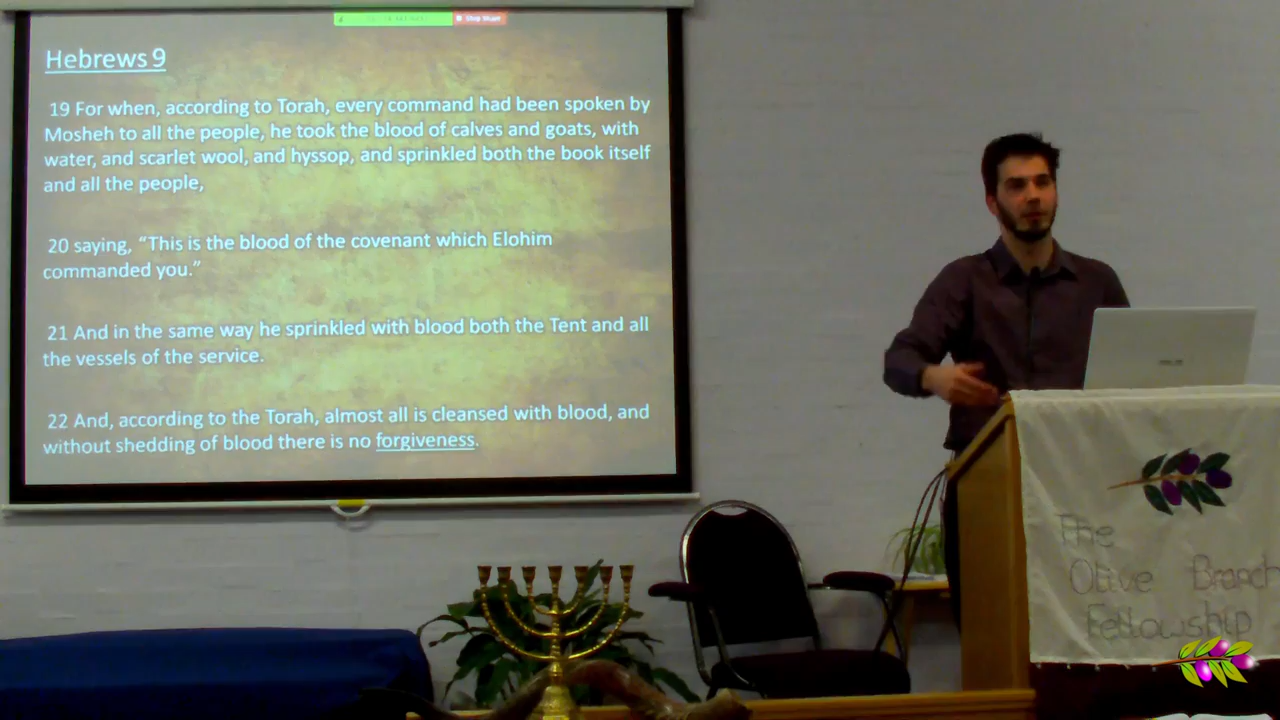 Stop Share
Hebrews 9
19 For when, according to Torah, every command had been spoken by
Mosheh to all the people, he took the blood of calves and goats, with
water, and scarlet wool, and hyssop, and sprinkled both the book itself
and all the people,
20 saying, “This is the blood of the covenant which Elohim
commanded you.”
21 And in the same way he sprinkled with blood both the Tent and all
the vessels of the service.
22 And, according to the Torah, almost all is cleansed with blood, and
without shedding of blood there is no forgiveness.
The
Olive Branch
Fellowship